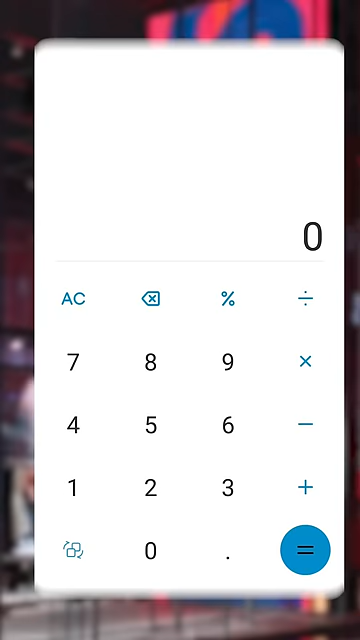 0
AC % ÷
7 8 9 ×
4 5 6 −
1 2 3 +
0 . =